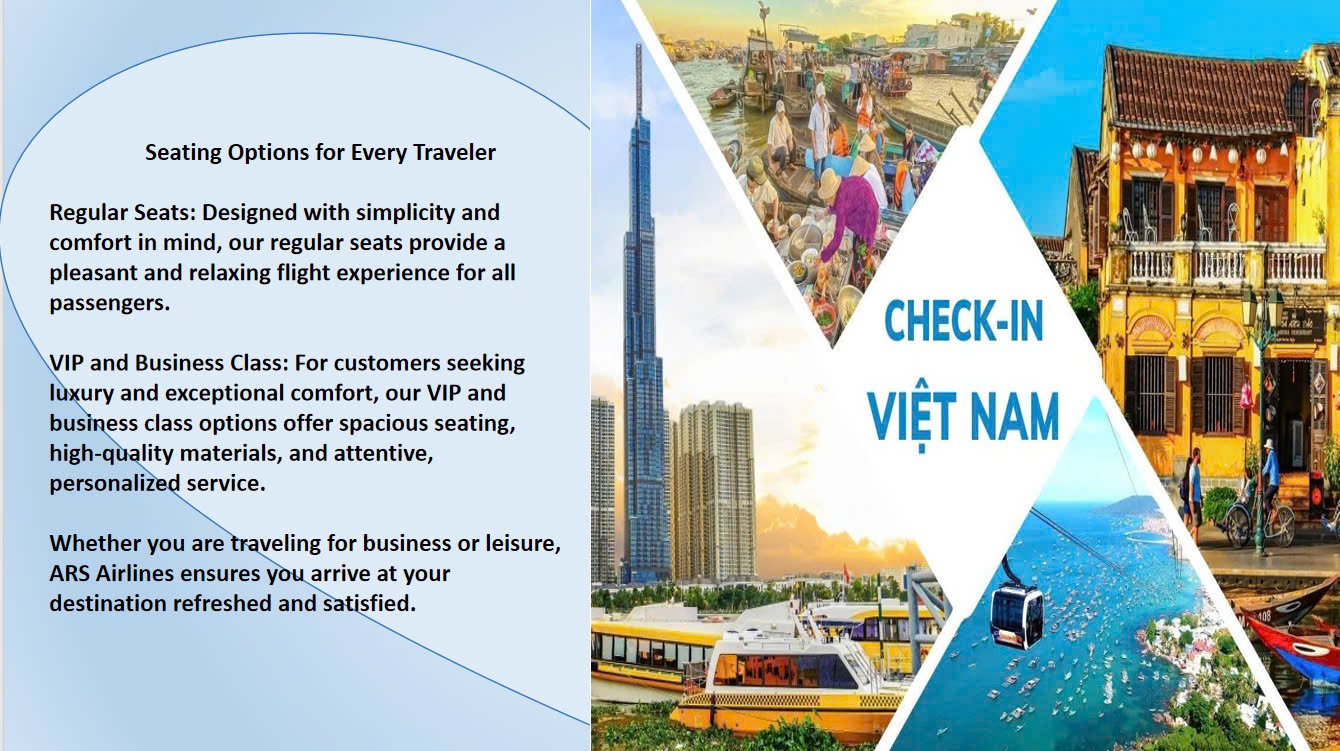 Seating Options for Every Traveler
Regular Seats: Designed with simplicity and
comfort in mind, our regular seats provide a
pleasant and relaxing flight experience for all
passengers.
VIP and Business Class: For customers seeking
luxury and exceptional comfort, our VIP and
business class options offer spacious seating,
high-quality materials, and attentive,
personalized service.
Whether you are traveling for business or leisure,
ARS Airlines ensures you arrive at your
destination refreshed and satisfied.
CHECK-IN
VIỆT NAM